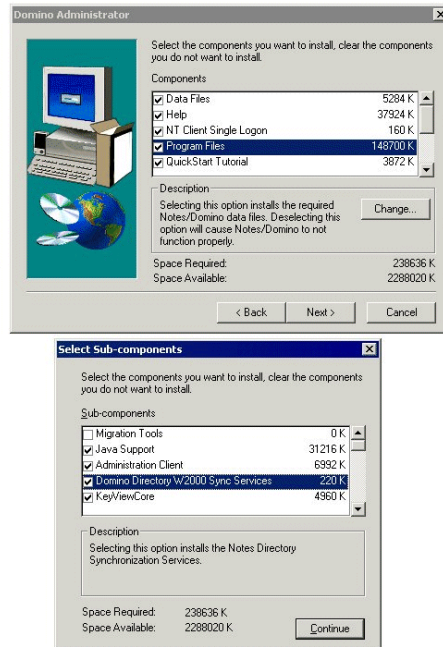 Domino Administrator
Select the components you want to install, clear the components
you do not want to install.
Components
Data Files 5284 K
Help 37924 K
NT Client Single Logon 160 K
Program Files 148700 K
QuickStart Tutorial 3872 K
Description
Selecting this option installs the required
Notes/Domino data files. Deselecting this
option will cause Notes/Domino to not
function properly.
Change...
Space Required: 238636 K
Space Available: 2288020 K
< Back Next > Cancel
Select Sub-components
Select the components you want to install, clear the components
you do not want to install.
Sub-components
Migration Tools 0 K
Java Support 31216 K
Administration Client 6992 K
Domino Directory W2000 Sync Services 220 K
KeyViewCore 4960 K
Description
Selecting this option installs the Notes Directory
Synchronization Services.
Space Required: 238636 K
Space Available: 2288020 K
Continue